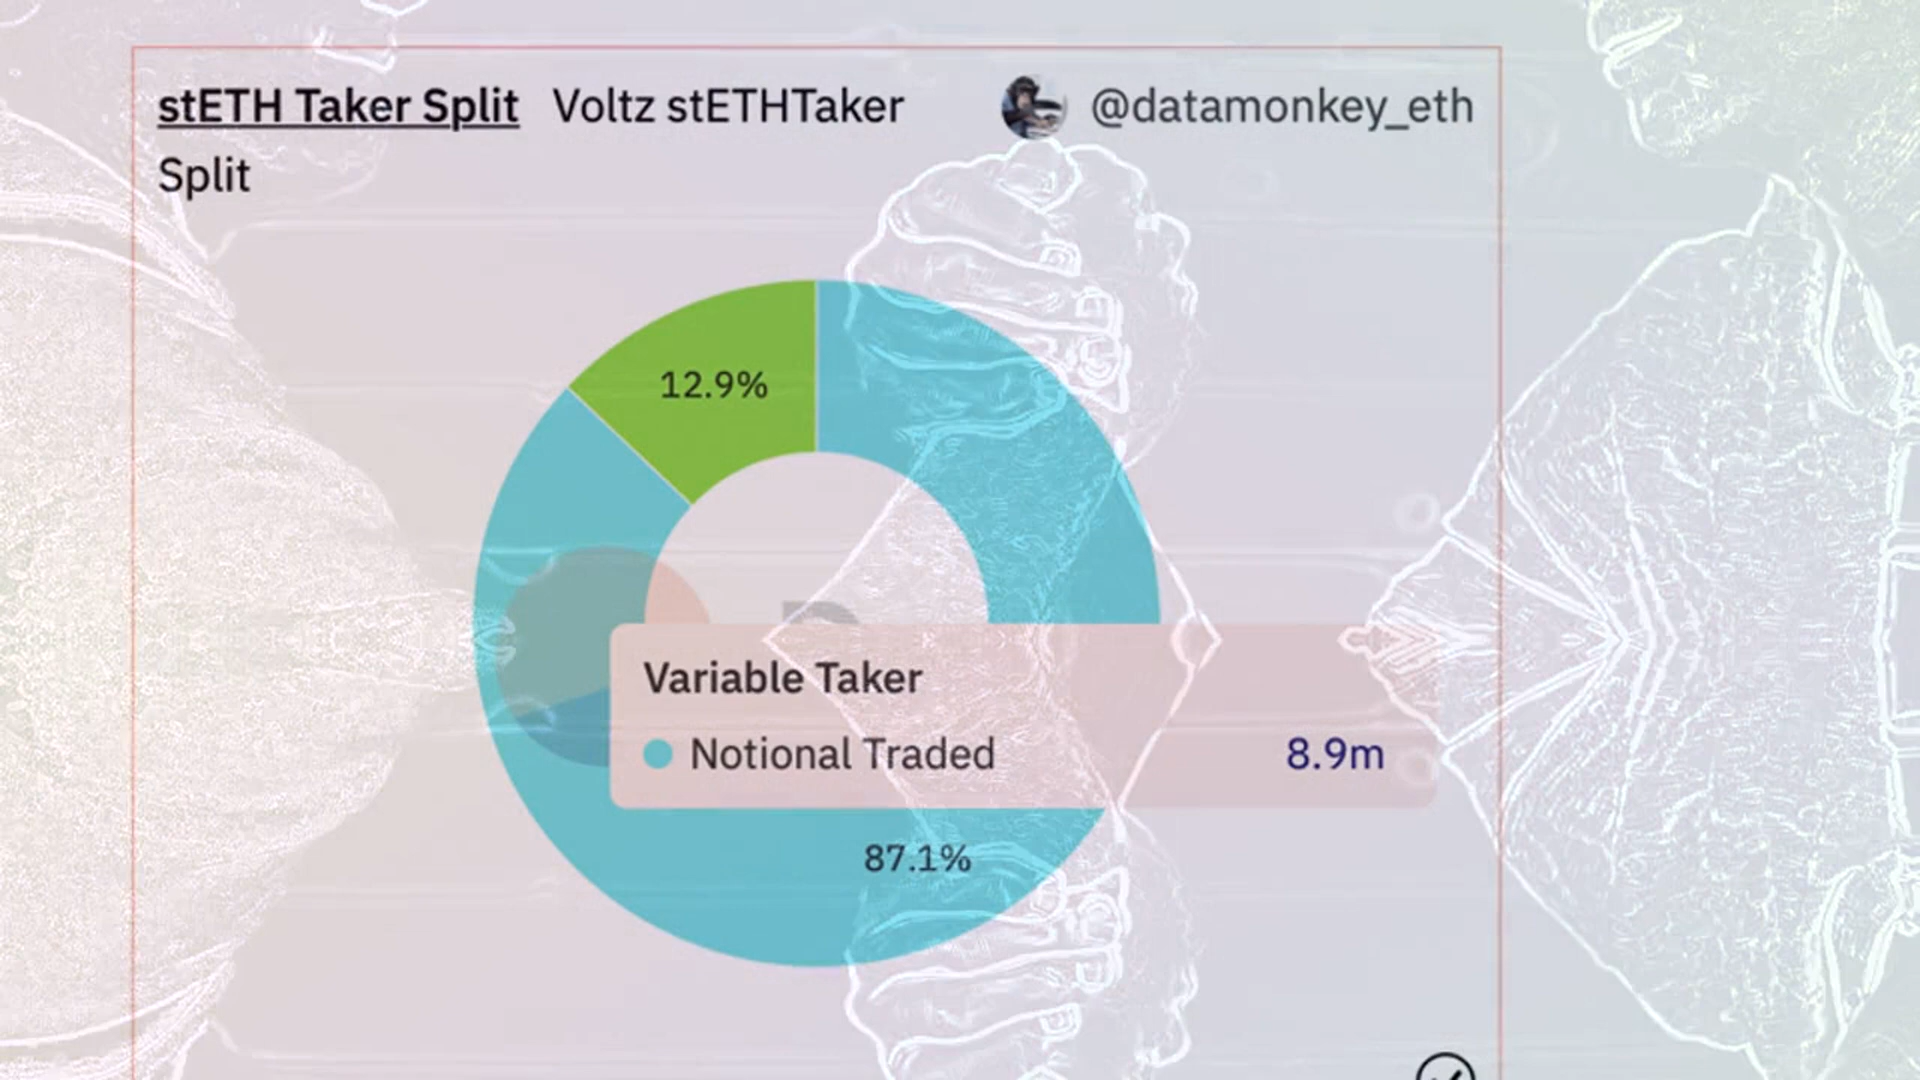 stETH Taker Split Voltz stETHTaker @datamonkey_eth
Split
12.9%
Variable Taker
Notional Traded 8.9m
87.1%